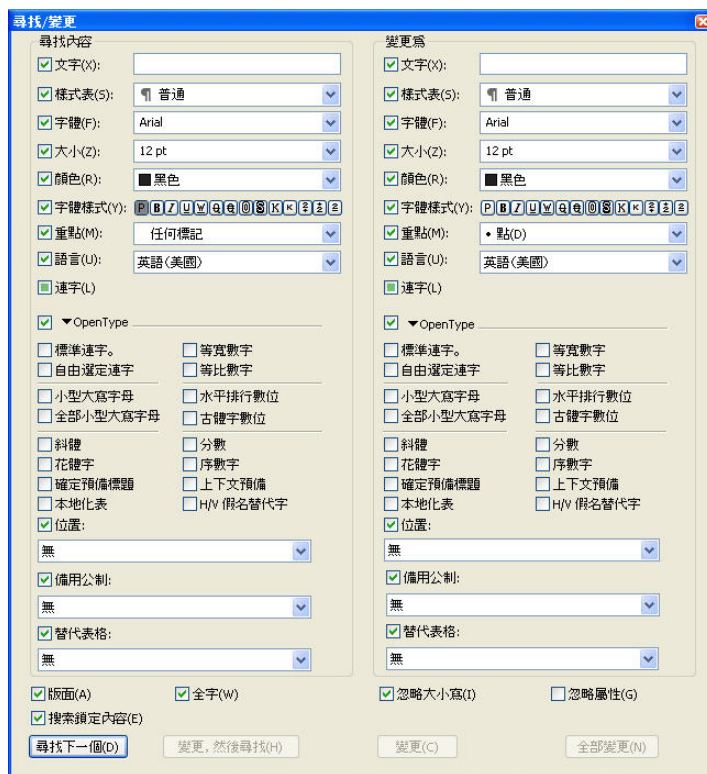 尋找/變更
尋找內容
文字(X):
樣式表(S): ¶ 普通
字體(F): Arial
大小(Z): 12 pt
顏色(R): 黑色
字體樣式(Y): P B I U W
重點(M): 任何標記
語言(U): 英語(美國)
連字(L)
▼OpenType
標準連字。 等寬數字
自由選定連字 等比數字
小型大寫字母 水平排行數位
全部小型大寫字母 古體字數位
斜體 分數
花體字 序數字
確定預備標題 上下文預備
本地化表 H/V 假名替代字
位置:
無
備用公制:
無
替代表格:
無
變更爲
文字(X):
樣式表(S): ¶ 普通
字體(F): Arial
大小(Z): 12 pt
顏色(R): 黑色
字體樣式(Y): P B I U W
重點(M): • 點(D)
語言(U): 英語(美國)
連字(L)
▼OpenType
標準連字。 等寬數字
自由選定連字 等比數字
小型大寫字母 水平排行數位
全部小型大寫字母 古體字數位
斜體 分數
花體字 序數字
確定預備標題 上下文預備
本地化表 H/V 假名替代字
位置:
無
備用公制:
無
替代表格:
無
版面(A) 全字(W) 忽略大小寫(I) 忽略屬性(G)
搜索鎖定內容(E)
尋找下一個(D) 變更,然後尋找(H) 變更(C) 全部變更(N)